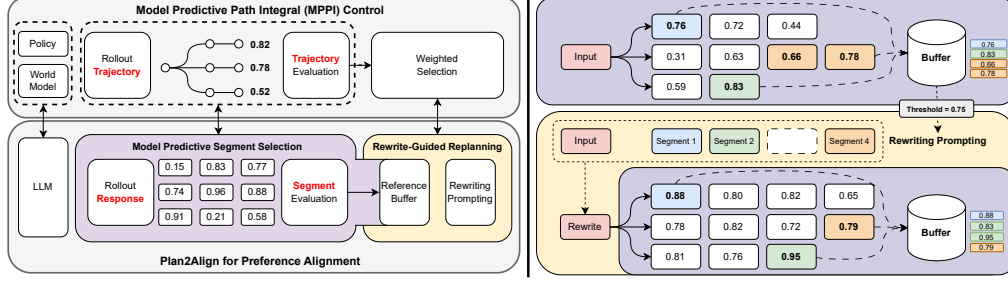 Model Predictive Path Integral (MPPI) Control
Policy
World
Model
Rollout
Trajectory
0.82
0.78
0.52
Trajectory
Evaluation
Weighted
Selection
LLM
Model Predictive Segment Selection
Rollout
Response
0.15 0.83 0.77
0.74 0.96 0.88
0.91 0.21 0.58
Segment
Evaluation
Rewrite-Guided Replanning
Reference
Buffer
Rewriting
Prompting
Plan2Align for Preference Alignment
Input
0.76 0.72 0.44
0.31 0.63 0.66 0.78
0.59 0.83
Buffer
0.76
0.83
0.66
0.78
Threshold = 0.75
Input
Segment 1 Segment 2 Segment 4
Rewriting Prompting
Rewrite
0.88 0.80 0.82 0.65
0.78 0.82 0.72 0.79
0.81 0.76 0.95
Buffer
0.88
0.83
0.95
0.79